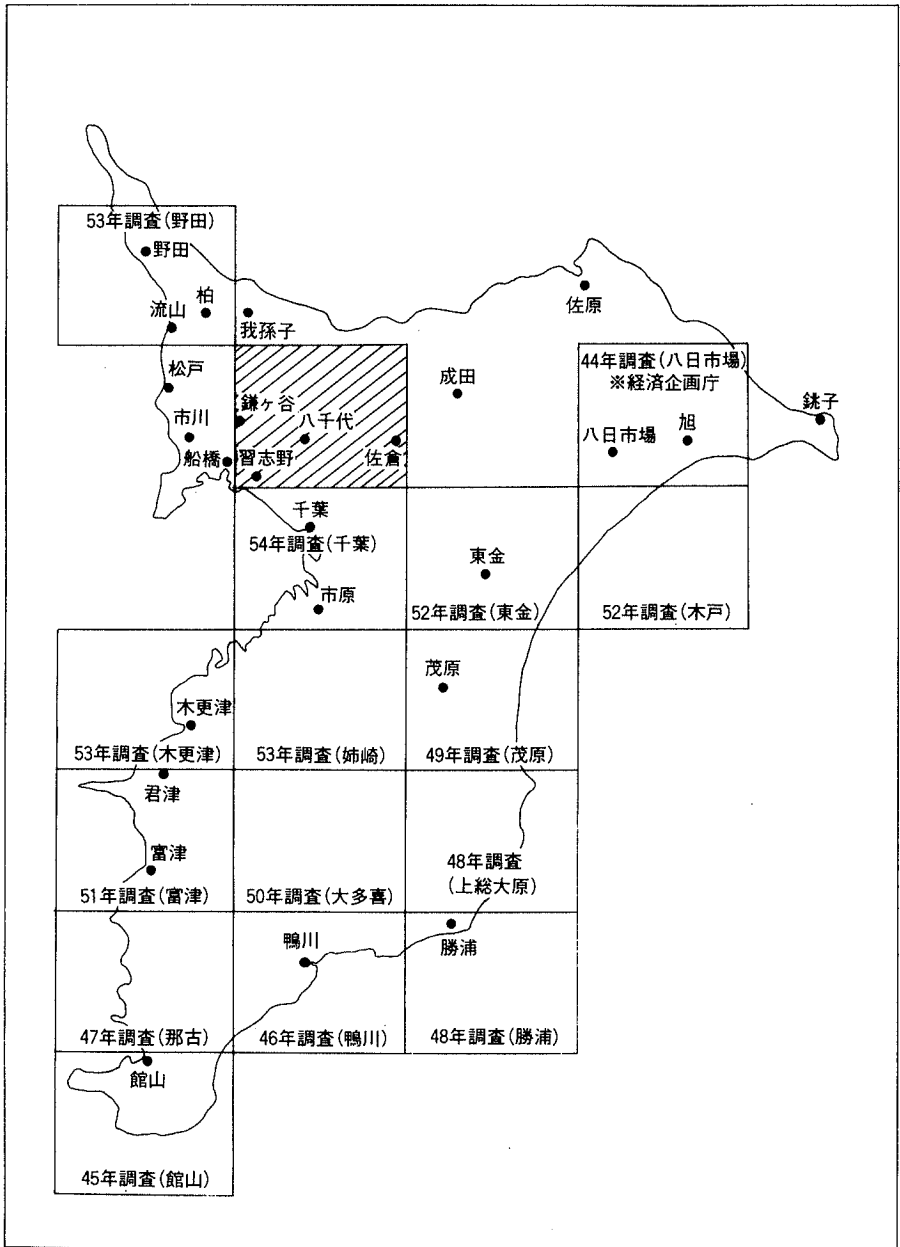 53年調査(野田)
野田
柏
流山
我孫子
佐原
松戸
鎌ヶ谷
市川
八千代
船橋
習志野
佐倉
成田
44年調査(八日市場)
※経済企画庁
八日市場
旭
銚子
千葉
54年調査(千葉)
市原
東金
52年調査(東金)
52年調査(木戸)
木更津
53年調査(木更津)
53年調査(姉崎)
茂原
49年調査(茂原)
君津
富津
51年調査(富津)
50年調査(大多喜)
48年調査
(上総大原)
鴨川
勝浦
47年調査(那古)
46年調査(鴨川)
48年調査(勝浦)
館山
45年調査(館山)